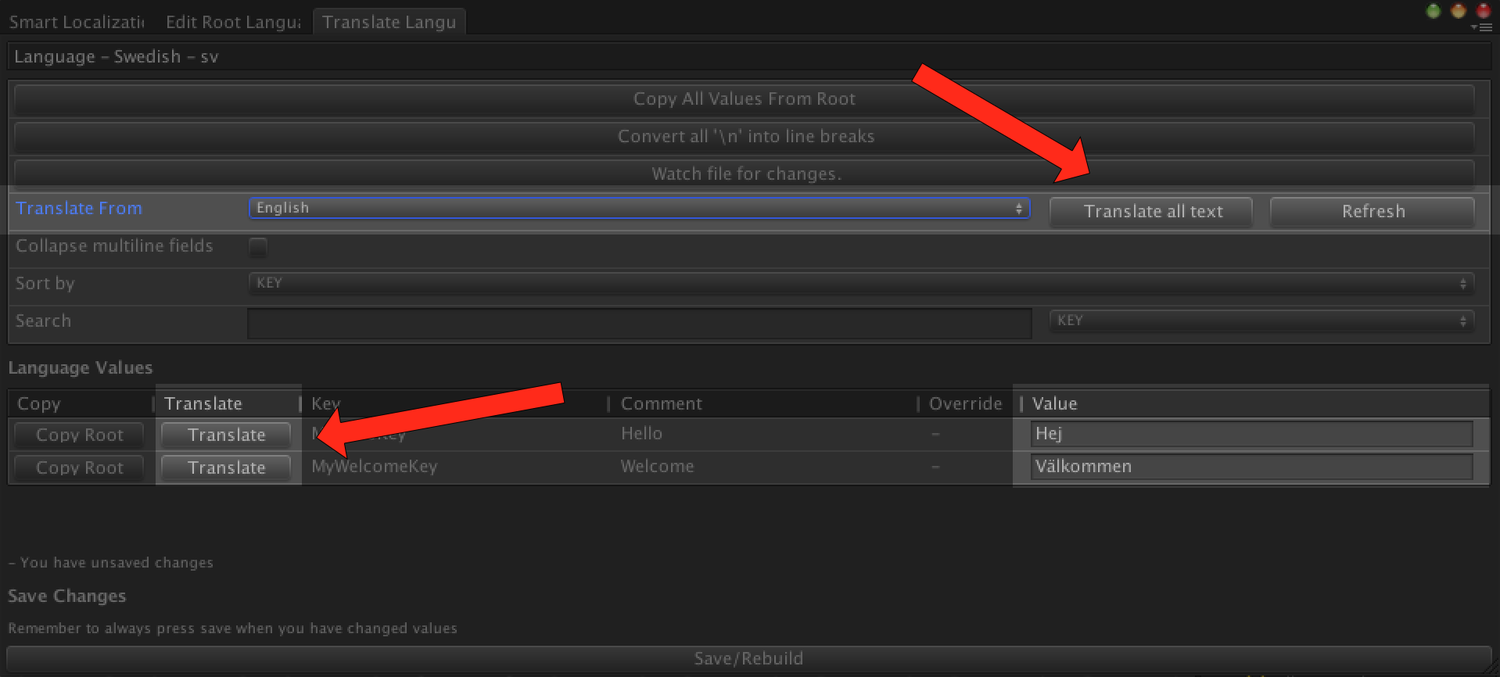 Smart Localizati Edit Root Langu Translate Langu
Language – Swedish – sv
Copy All Values From Root
Convert all '\n' into line breaks
Watch file for changes.
Translate From English Translate all text Refresh
Collapse multiline fields
Sort by KEY
Search KEY
Language Values
Copy Translate Key Comment Override Value
Copy Root Translate Hello – Hej
Copy Root Translate MyWelcomeKey Welcome – Välkommen
– You have unsaved changes
Save Changes
Remember to always press save when you have changed values
Save/Rebuild